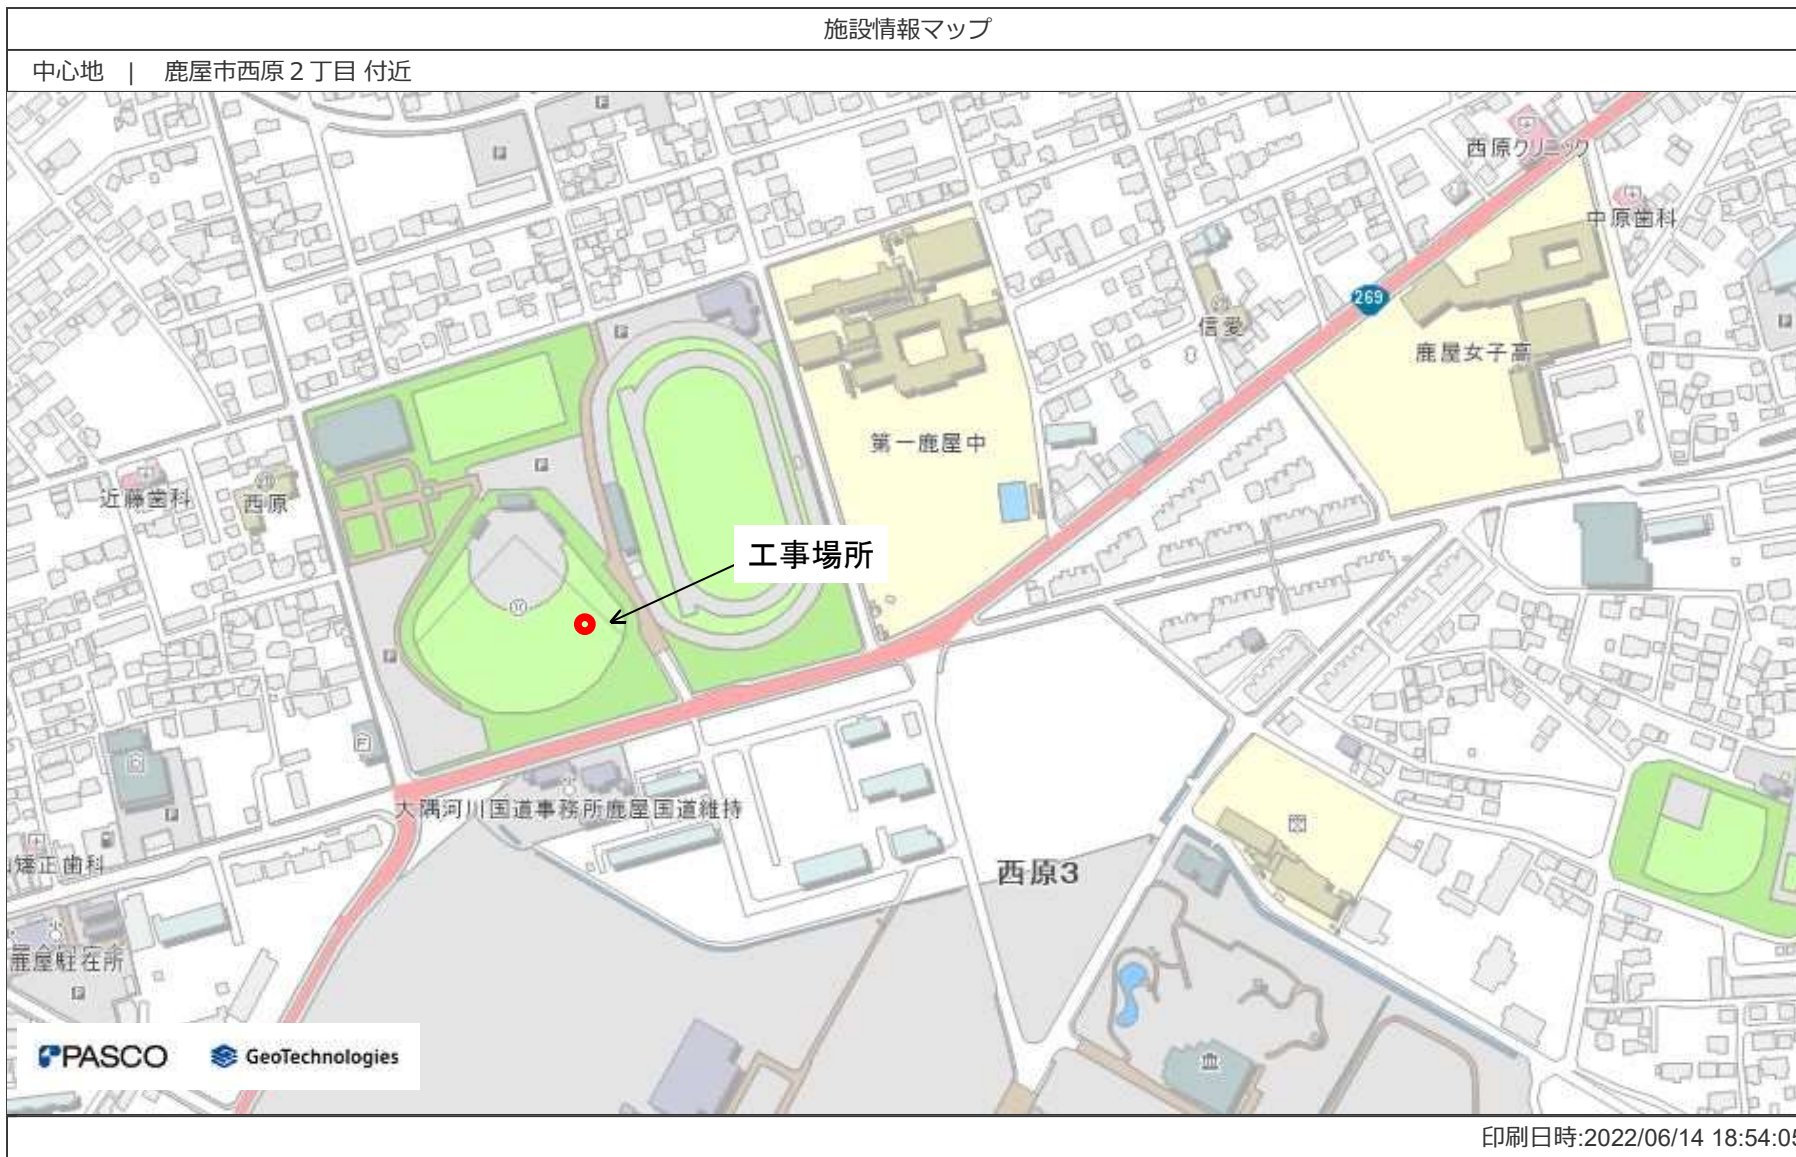 施設情報マップ
中心地 | 鹿屋市西原２丁目 付近
西原クリニック
中原歯科
269
信愛
鹿屋女子高
第一鹿屋中
近藤歯科
西原
工事場所
大隅河川国道事務所鹿屋国道維持
西原3
矯正歯科
鹿屋駐在所
PASCO
GeoTechnologies
印刷日時:2022/06/14 18:54:05